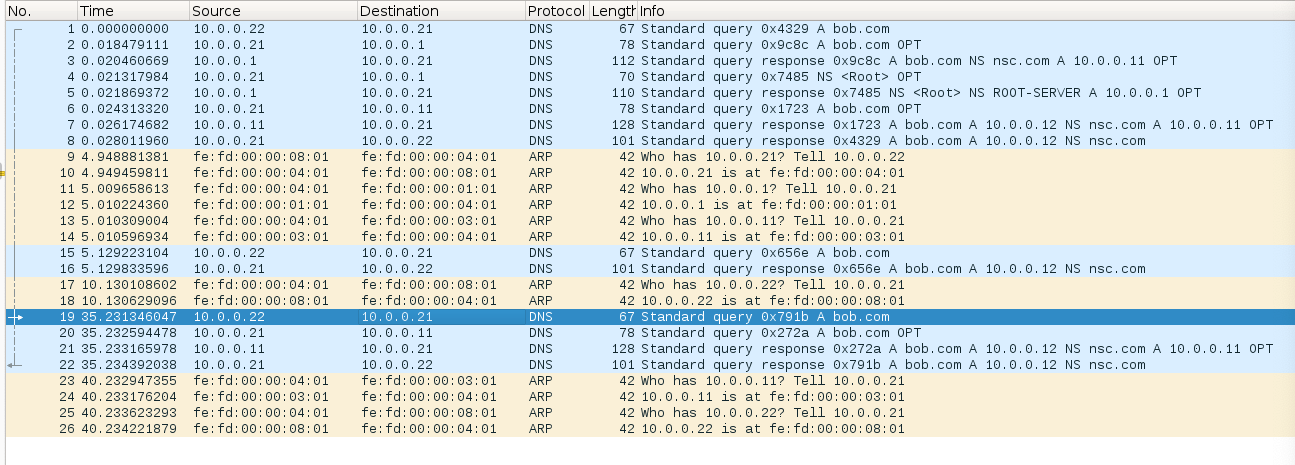 No. Time Source Destination Protocol Length Info
1 0.000000000 10.0.0.22 10.0.0.21 DNS 67 Standard query 0x4329 A bob.com
2 0.018479111 10.0.0.21 10.0.0.1 DNS 78 Standard query 0x9c8c A bob.com OPT
3 0.020460669 10.0.0.1 10.0.0.21 DNS 112 Standard query response 0x9c8c A bob.com NS nsc.com A 10.0.0.11 OPT
4 0.021317984 10.0.0.21 10.0.0.1 DNS 70 Standard query 0x7485 NS <Root> OPT
5 0.021869372 10.0.0.1 10.0.0.21 DNS 110 Standard query response 0x7485 NS <Root> NS ROOT-SERVER A 10.0.0.1 OPT
6 0.024313320 10.0.0.21 10.0.0.11 DNS 78 Standard query 0x1723 A bob.com OPT
7 0.026174682 10.0.0.11 10.0.0.21 DNS 128 Standard query response 0x1723 A bob.com A 10.0.0.12 NS nsc.com A 10.0.0.11 OPT
8 0.028011960 10.0.0.21 10.0.0.22 DNS 101 Standard query response 0x4329 A bob.com A 10.0.0.12 NS nsc.com
9 4.948881381 fe:fd:00:00:08:01 fe:fd:00:00:04:01 ARP 42 Who has 10.0.0.21? Tell 10.0.0.22
10 4.949459811 fe:fd:00:00:04:01 fe:fd:00:00:08:01 ARP 42 10.0.0.21 is at fe:fd:00:00:04:01
11 5.009658613 fe:fd:00:00:04:01 fe:fd:00:00:01:01 ARP 42 Who has 10.0.0.1? Tell 10.0.0.21
12 5.010224360 fe:fd:00:00:01:01 fe:fd:00:00:04:01 ARP 42 10.0.0.1 is at fe:fd:00:00:01:01
13 5.010309004 fe:fd:00:00:04:01 fe:fd:00:00:03:01 ARP 42 Who has 10.0.0.11? Tell 10.0.0.21
14 5.010596934 fe:fd:00:00:03:01 fe:fd:00:00:04:01 ARP 42 10.0.0.11 is at fe:fd:00:00:03:01
15 5.129223104 10.0.0.22 10.0.0.21 DNS 67 Standard query 0x656e A bob.com
16 5.129833596 10.0.0.21 10.0.0.22 DNS 101 Standard query response 0x656e A bob.com A 10.0.0.12 NS nsc.com
17 10.130108602 fe:fd:00:00:04:01 fe:fd:00:00:08:01 ARP 42 Who has 10.0.0.22? Tell 10.0.0.21
18 10.130629096 fe:fd:00:00:08:01 fe:fd:00:00:04:01 ARP 42 10.0.0.22 is at fe:fd:00:00:08:01
19 35.231346047 10.0.0.22 10.0.0.21 DNS 67 Standard query 0x791b A bob.com
20 35.232594478 10.0.0.21 10.0.0.11 DNS 78 Standard query 0x272a A bob.com OPT
21 35.233165978 10.0.0.11 10.0.0.21 DNS 128 Standard query response 0x272a A bob.com A 10.0.0.12 NS nsc.com A 10.0.0.11 OPT
22 35.234392038 10.0.0.21 10.0.0.22 DNS 101 Standard query response 0x791b A bob.com A 10.0.0.12 NS nsc.com
23 40.232947355 fe:fd:00:00:04:01 fe:fd:00:00:03:01 ARP 42 Who has 10.0.0.11? Tell 10.0.0.21
24 40.233176204 fe:fd:00:00:03:01 fe:fd:00:00:04:01 ARP 42 10.0.0.11 is at fe:fd:00:00:03:01
25 40.233623293 fe:fd:00:00:04:01 fe:fd:00:00:08:01 ARP 42 Who has 10.0.0.22? Tell 10.0.0.21
26 40.234221879 fe:fd:00:00:08:01 fe:fd:00:00:04:01 ARP 42 10.0.0.22 is at fe:fd:00:00:08:01